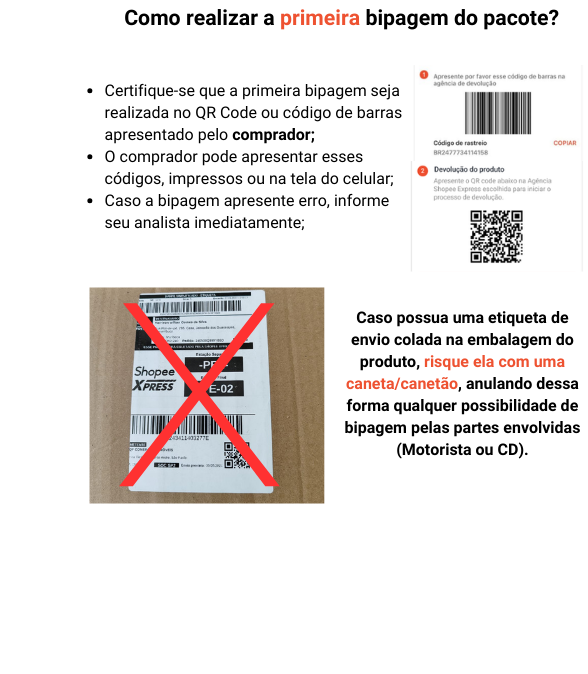 Como realizar a primeira bipagem do pacote?
Certifique-se que a primeira bipagem seja
realizada no QR Code ou código de barras
apresentado pelo comprador;
O comprador pode apresentar esses
códigos, impressos ou na tela do celular;
Caso a bipagem apresente erro, informe
seu analista imediatamente;
1 Apresente por favor esse código de barras na
agência de devolução
Código de rastreio COPIAR
BR2477734114158
2 Devolução do produto
Apresente o QR code abaixo na Agência
Shopee Express escolhida para iniciar o
processo de devolução.
Shopee
XPRESS
E-02
Caso possua uma etiqueta de
envio colada na embalagem do
produto, risque ela com uma
caneta/canetão, anulando dessa
forma qualquer possibilidade de
bipagem pelas partes envolvidas
(Motorista ou CD).